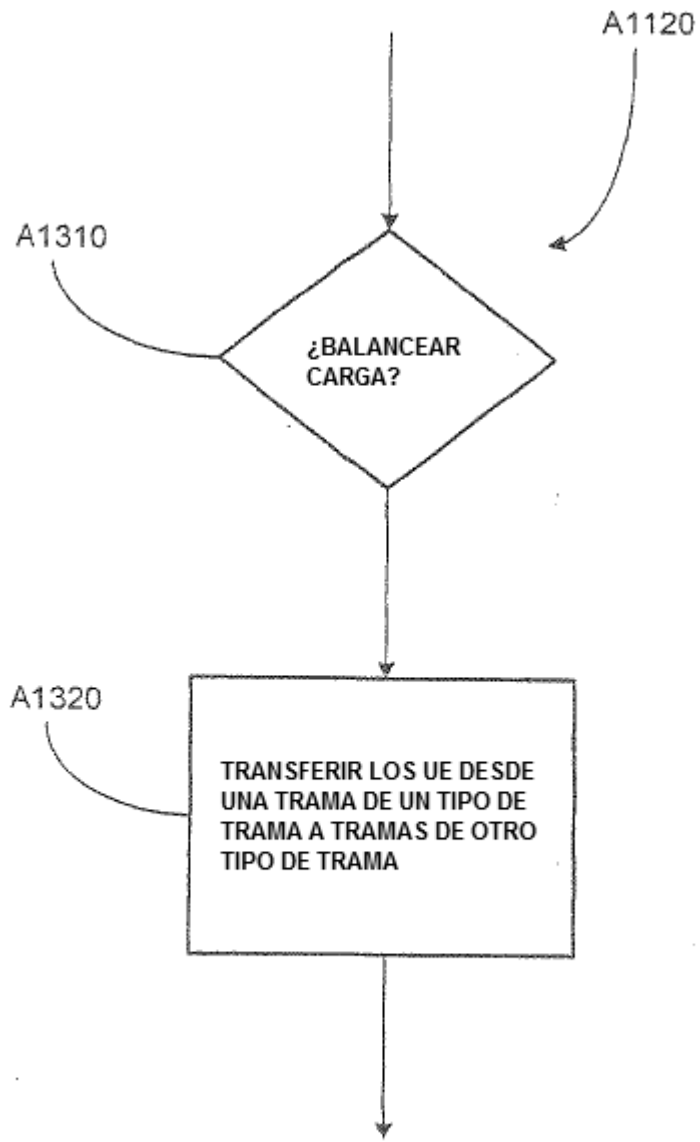 A1120
A1310
¿BALANCEAR
CARGA?
A1320
TRANSFERIR LOS UE DESDE
UNA TRAMA DE UN TIPO DE
TRAMA A TRAMAS DE OTRO
TIPO DE TRAMA